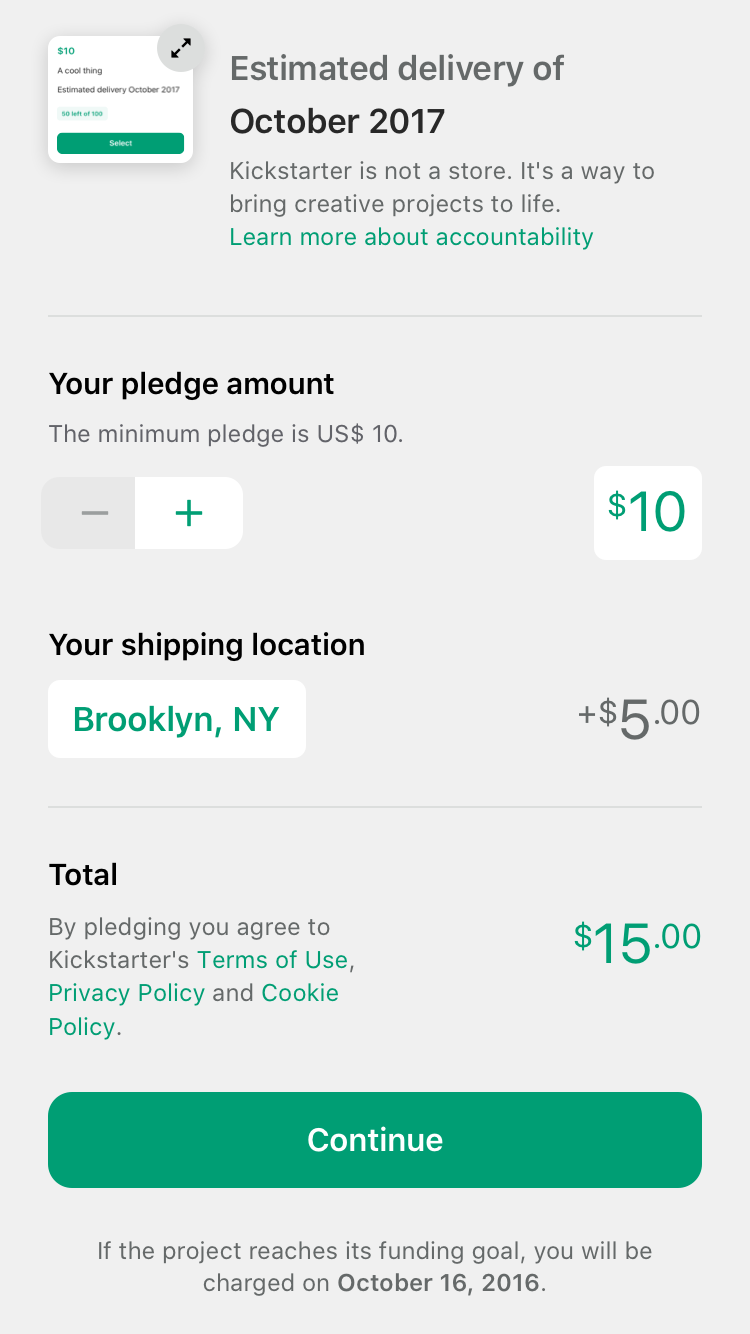 $10
A cool thing
Estimated delivery October 2017
50 left of 100
Select
Estimated delivery of
October 2017
Kickstarter is not a store. It's a way to
bring creative projects to life.
Learn more about accountability
Your pledge amount
The minimum pledge is US$ 10.
− +
$10
Your shipping location
Brooklyn, NY
+$5.00
Total
By pledging you agree to
Kickstarter's Terms of Use,
Privacy Policy and Cookie
Policy.
$15.00
Continue
If the project reaches its funding goal, you will be
charged on October 16, 2016.